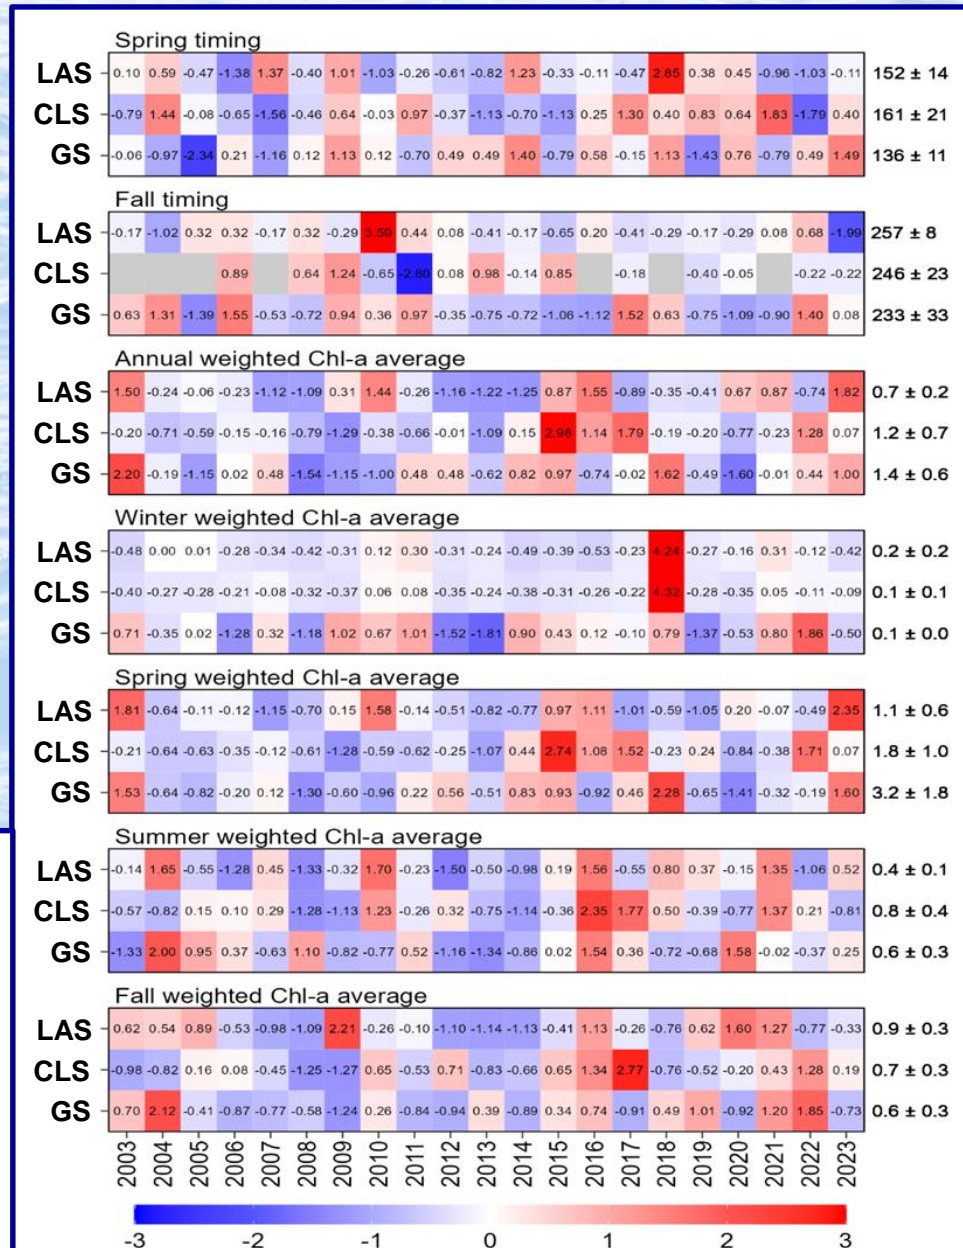 Spring timing
LAS 0.10 0.59 -0.47 -1.38 1.37 -0.40 1.01 -1.03 -0.26 -0.61 -0.82 1.23 -0.33 -0.11 -0.47 2.85 0.38 0.45 -0.96 -1.03 -0.11 152 ± 14
CLS -0.79 1.44 -0.08 -0.65 -1.56 -0.46 0.64 -0.03 0.97 -0.37 -1.13 -0.70 -1.13 0.25 1.30 0.40 0.83 0.64 1.83 -1.79 0.40 161 ± 21
GS -0.06 -0.97 -2.34 0.21 -1.16 0.12 1.13 0.12 -0.70 0.49 0.49 1.40 -0.79 0.58 -0.15 1.13 -1.43 0.76 -0.79 0.49 1.49 136 ± 11
Fall timing
LAS -0.17 -1.02 0.32 0.32 -0.17 0.32 -0.29 3.59 0.44 0.08 -0.41 -0.17 -0.65 0.20 -0.41 -0.29 -0.17 -0.29 0.08 0.68 -1.99 257 ± 8
CLS 0.89 0.64 1.24 -0.65 -2.80 0.08 0.98 -0.14 0.85 -0.18 -0.40 -0.05 -0.22 -0.22 246 ± 23
GS 0.63 1.31 -1.39 1.55 -0.53 -0.72 0.94 0.36 0.97 -0.35 -0.75 -0.72 -1.06 -1.12 1.52 0.63 -0.75 -1.09 -0.90 1.40 0.08 233 ± 33
Annual weighted Chl-a average
LAS 1.50 -0.24 -0.06 -0.23 -1.12 -1.09 0.31 1.44 -0.26 -1.16 -1.22 -1.25 0.87 1.55 -0.89 -0.35 -0.41 0.67 0.87 -0.74 1.82 0.7 ± 0.2
CLS -0.20 -0.71 -0.59 -0.15 -0.16 -0.79 -1.29 -0.38 -0.66 -0.01 -1.09 0.15 2.98 1.14 1.79 -0.19 -0.20 -0.77 -0.23 1.28 0.07 1.2 ± 0.7
GS 2.20 -0.19 -1.15 0.02 0.48 -1.54 -1.15 -1.00 0.48 0.48 -0.62 0.82 0.97 -0.74 -0.02 1.62 -0.49 -1.60 -0.01 0.44 1.00 1.4 ± 0.6
Winter weighted Chl-a average
LAS -0.48 0.00 0.01 -0.28 -0.34 -0.42 -0.31 0.12 0.30 -0.31 -0.24 -0.49 -0.39 -0.53 -0.23 4.24 -0.27 -0.16 0.31 -0.12 -0.42 0.2 ± 0.2
CLS -0.40 -0.27 -0.28 -0.21 -0.08 -0.32 -0.37 0.06 0.08 -0.35 -0.24 -0.38 -0.31 -0.26 -0.22 4.32 -0.28 -0.35 0.05 -0.11 -0.09 0.1 ± 0.1
GS 0.71 -0.35 0.02 -1.28 0.32 -1.18 1.02 0.67 1.01 -1.52 -1.81 0.90 0.43 0.12 -0.10 0.79 -1.37 -0.53 0.80 1.86 -0.50 0.1 ± 0.0
Spring weighted Chl-a average
LAS 1.81 -0.64 -0.11 -0.12 -1.15 -0.70 0.15 1.58 -0.14 -0.51 -0.82 -0.77 0.97 1.11 -1.01 -0.59 -1.05 0.20 -0.07 -0.49 2.35 1.1 ± 0.6
CLS -0.21 -0.64 -0.63 -0.35 -0.12 -0.61 -1.28 -0.59 -0.62 -0.25 -1.07 0.44 2.74 1.08 1.52 -0.23 0.24 -0.84 -0.38 1.71 0.07 1.8 ± 1.0
GS 1.53 -0.64 -0.82 -0.20 0.12 -1.30 -0.60 -0.96 0.22 0.56 -0.51 0.83 0.93 -0.92 0.46 2.28 -0.65 -1.41 -0.32 -0.19 1.60 3.2 ± 1.8
Summer weighted Chl-a average
LAS -0.14 1.65 -0.55 -1.28 0.45 -1.33 -0.32 1.70 -0.23 -1.50 -0.50 -0.98 0.19 1.56 -0.55 0.80 0.37 -0.15 1.35 -1.06 0.52 0.4 ± 0.1
CLS -0.57 -0.82 0.15 0.10 0.29 -1.28 -1.13 1.23 -0.26 0.32 -0.75 -1.14 -0.36 2.35 1.77 0.50 -0.39 -0.77 1.37 0.21 -0.81 0.8 ± 0.4
GS -1.33 2.00 0.95 0.37 -0.63 1.10 -0.82 -0.77 0.52 -1.16 -1.34 -0.86 0.02 1.54 0.36 -0.72 -0.68 1.58 -0.02 -0.37 0.25 0.6 ± 0.3
Fall weighted Chl-a average
LAS 0.62 0.54 0.89 -0.53 -0.98 -1.09 2.21 -0.26 -0.10 -1.10 -1.14 -1.13 -0.41 1.13 -0.26 -0.76 0.62 1.60 1.27 -0.77 -0.33 0.9 ± 0.3
CLS -0.98 -0.82 0.16 0.08 -0.45 -1.25 -1.27 0.65 -0.53 0.71 -0.83 -0.66 0.65 1.34 2.77 -0.76 -0.52 -0.20 0.43 1.28 0.19 0.7 ± 0.3
GS 0.70 2.12 -0.41 -0.87 -0.77 -0.58 -1.24 0.26 -0.84 -0.94 0.39 -0.89 0.34 0.74 -0.91 0.49 1.01 -0.92 1.20 1.85 -0.73 0.6 ± 0.3
2003 2004 2005 2006 2007 2008 2009 2010 2011 2012 2013 2014 2015 2016 2017 2018 2019 2020 2021 2022 2023
-3 -2 -1 0 1 2 3